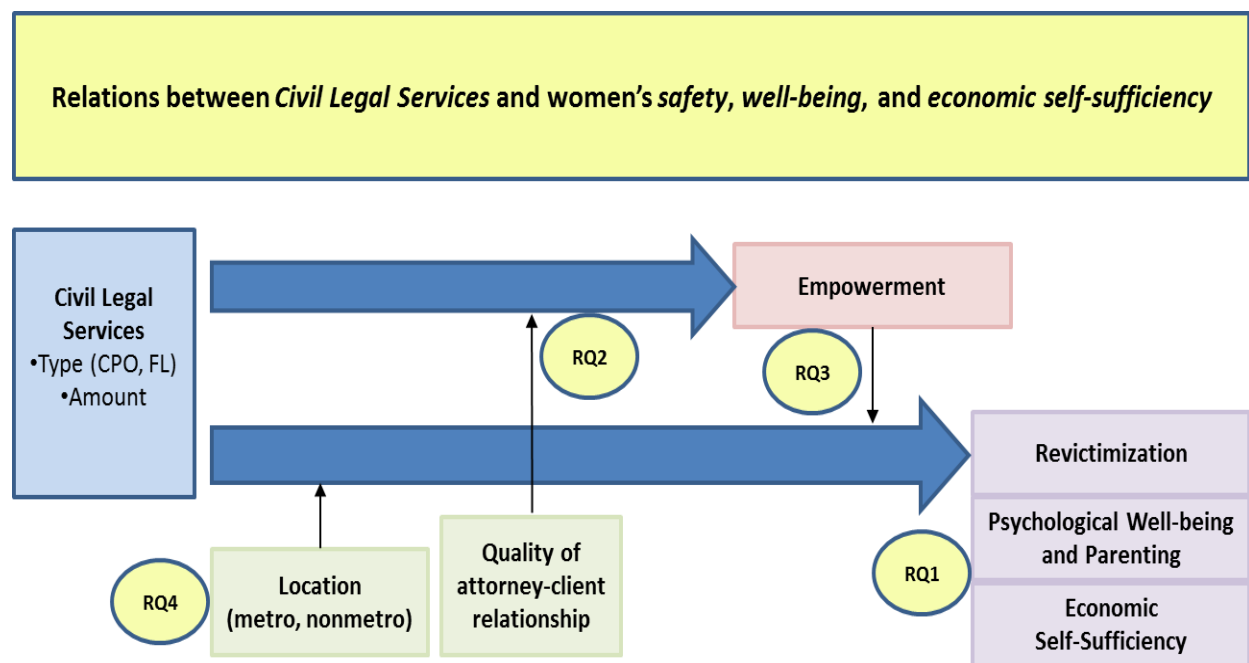 Relations between Civil Legal Services and women’s safety, well-being, and economic self-sufficiency
Civil Legal
Services
•Type (CPO, FL)
•Amount
Empowerment
RQ2
RQ3
Revictimization
Psychological Well-being
and Parenting
Economic
Self-Sufficiency
RQ1
Quality of
attorney-client
relationship
RQ4
Location
(metro, nonmetro)